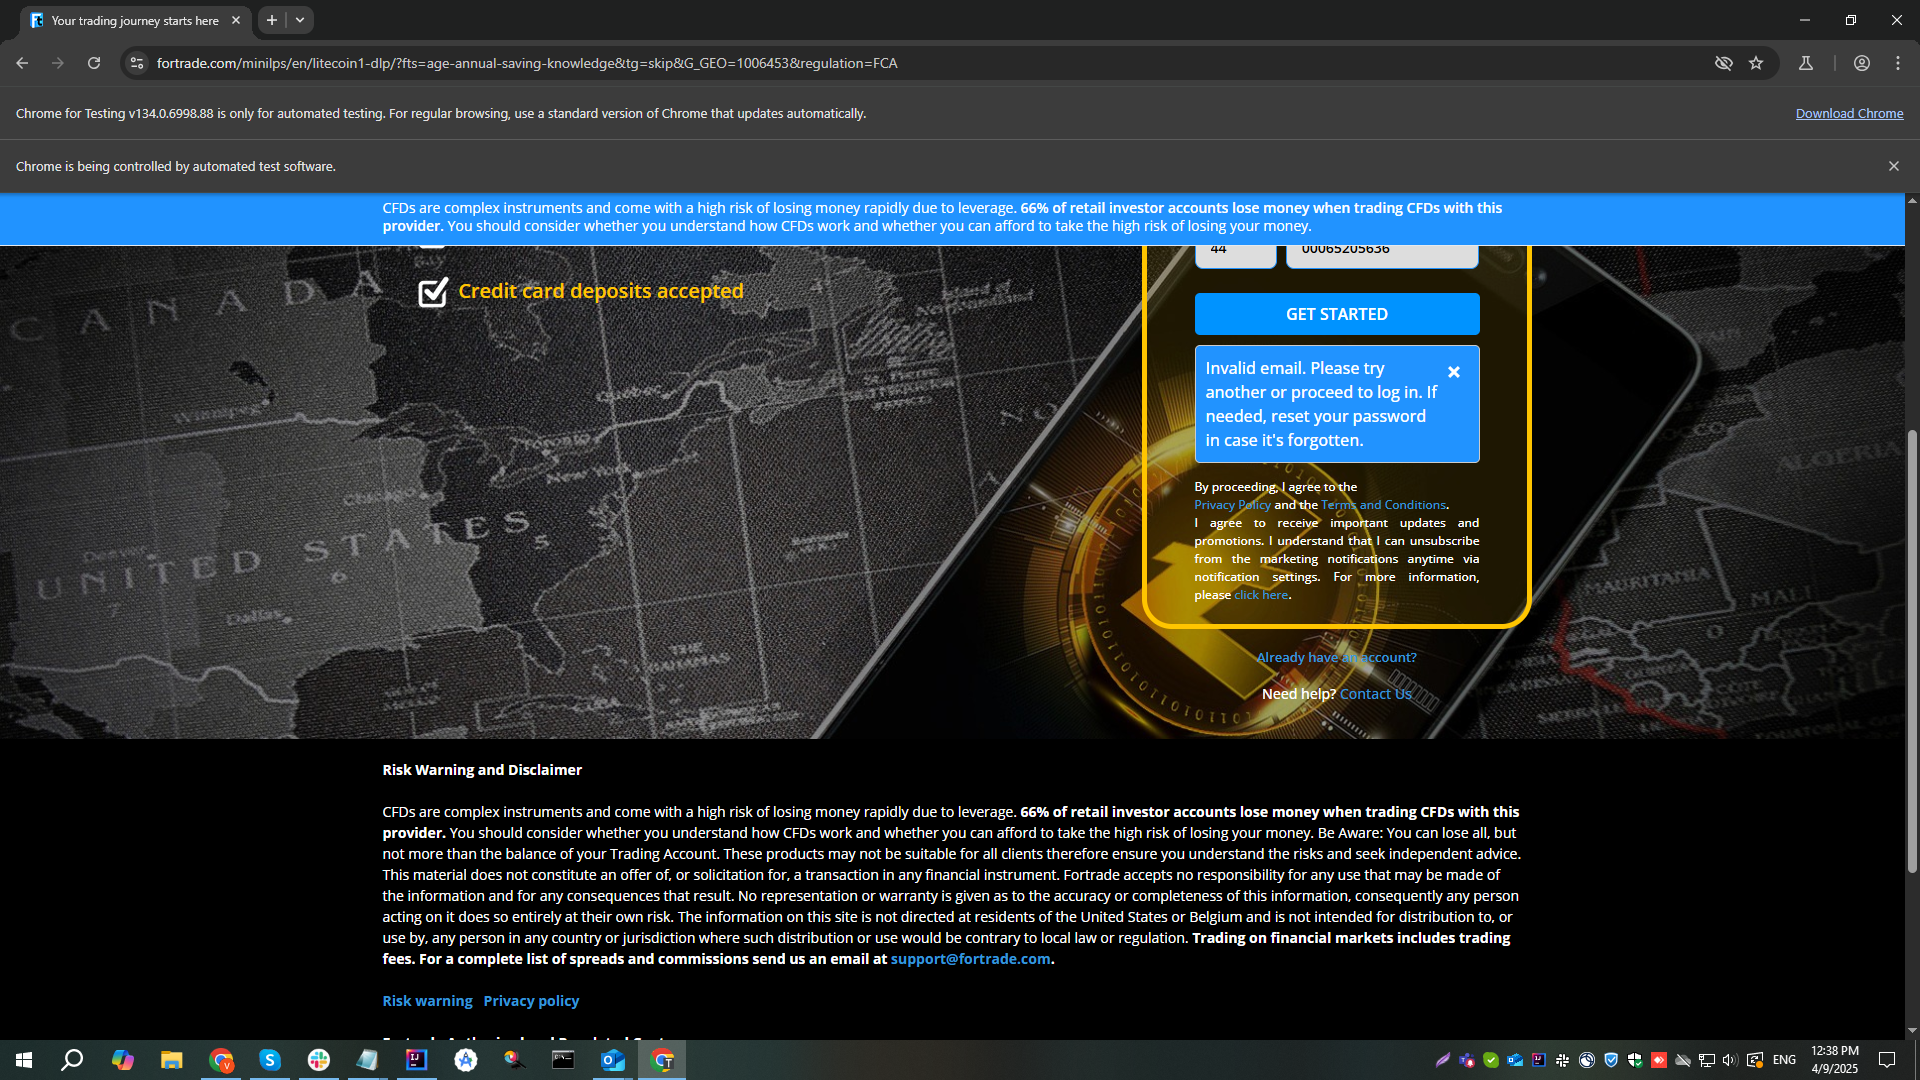 Your trading journey starts here
fortrade.com/minilps/en/litecoin1-dlp/?fts=age-annual-saving-knowledge&tg=skip&G_GEO=1006453&regulation=FCA
Chrome for Testing v134.0.6998.88 is only for automated testing. For regular browsing, use a standard version of Chrome that updates automatically.
Download Chrome
Chrome is being controlled by automated test software.
CFDs are complex instruments and come with a high risk of losing money rapidly due to leverage. 66% of retail investor accounts lose money when trading CFDs with this
provider. You should consider whether you understand how CFDs work and whether you can afford to take the high risk of losing your money.
44
00065205636
Credit card deposits accepted
GET STARTED
Invalid email. Please try
another or proceed to log in. If
needed, reset your password
in case it's forgotten.
By proceeding, I agree to the
Privacy Policy and the Terms and Conditions.
I agree to receive important updates and
promotions. I understand that I can unsubscribe
from the marketing notifications anytime via
notification settings. For more information,
please click here.
Already have an account?
Need help? Contact Us
CANADA
Winnipeg
Québec
Toronto
New York
Chicago
UNITED STATES
Denver
Dallas
5
6
7
THE
BAHAMAS
CUBA
ALGERIA
MAURITANIA
MALI
Risk Warning and Disclaimer
CFDs are complex instruments and come with a high risk of losing money rapidly due to leverage. 66% of retail investor accounts lose money when trading CFDs with this
provider. You should consider whether you understand how CFDs work and whether you can afford to take the high risk of losing your money. Be Aware: You can lose all, but
not more than the balance of your Trading Account. These products may not be suitable for all clients therefore ensure you understand the risks and seek independent advice.
This material does not constitute an offer of, or solicitation for, a transaction in any financial instrument. Fortrade accepts no responsibility for any use that may be made of
the information and for any consequences that result. No representation or warranty is given as to the accuracy or completeness of this information, consequently any person
acting on it does so entirely at their own risk. The information on this site is not directed at residents of the United States or Belgium and is not intended for distribution to, or
use by, any person in any country or jurisdiction where such distribution or use would be contrary to local law or regulation. Trading on financial markets includes trading
fees. For a complete list of spreads and commissions send us an email at support@fortrade.com.
Risk warning Privacy policy
ENG
12:38 PM
4/9/2025